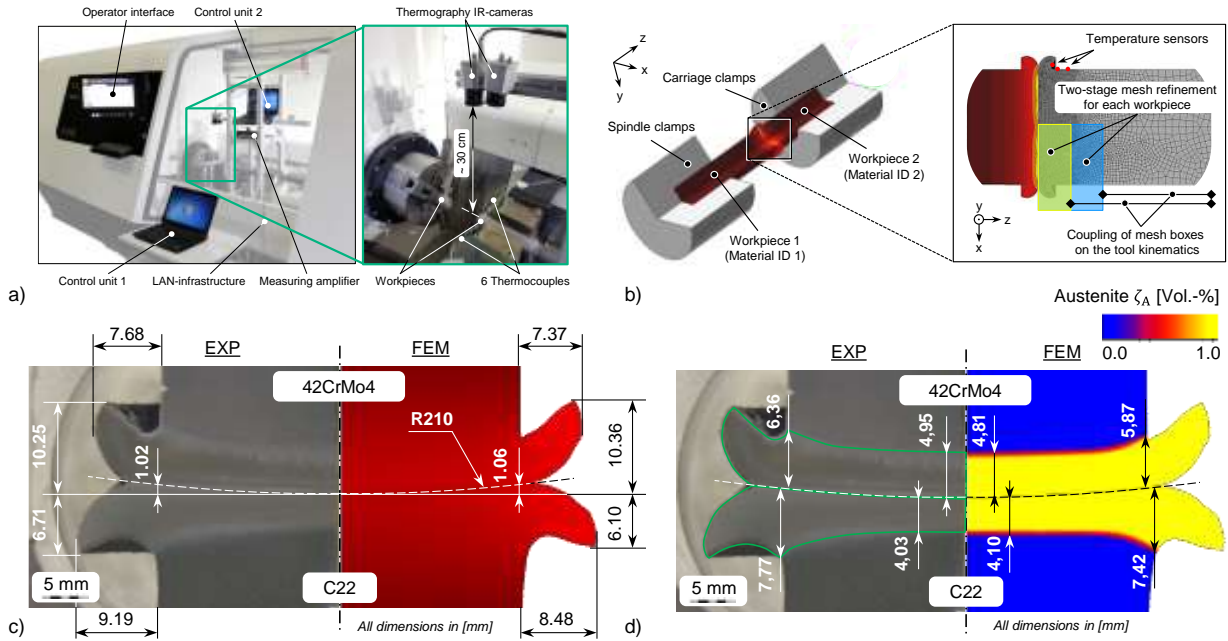 Operator interface
Control unit 2
Thermography IR-cameras
~ 30 cm
Control unit 1
LAN-infrastructure
Measuring amplifier
Workpieces
6 Thermocouples
a)
z
x
y
Carriage clamps
Spindle clamps
Workpiece 2
(Material ID 2)
Workpiece 1
(Material ID 1)
Temperature sensors
Two-stage mesh refinement
for each workpiece
y
z
x
Coupling of mesh boxes
on the tool kinematics
b)
7.68
EXP
FEM
7.37
42CrMo4
10.25
1.02
R210
1.06
10.36
6.71
6.10
5 mm
C22
9.19
All dimensions in [mm]
8.48
c)
Austenite ζA [Vol.-%]
0.0
1.0
EXP
FEM
42CrMo4
6,36
4,95
4,81
5,87
7,77
4,03
4,10
7,42
5 mm
C22
All dimensions in [mm]
d)